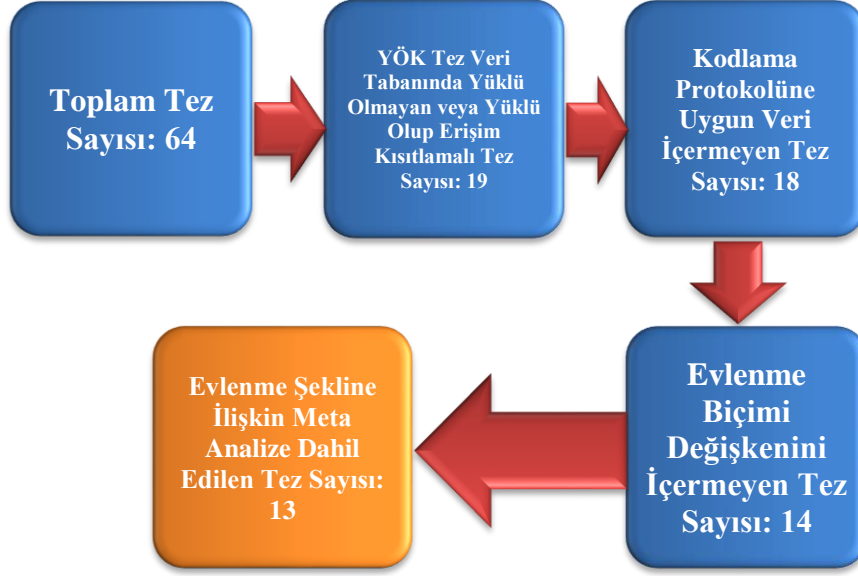 Toplam Tez
Sayısı: 64
YÖK Tez Veri
Tabanında Yüklü
Olmayan veya Yüklü
Olup Erişim
Kısıtlamalı Tez
Sayısı: 19
Kodlama
Protokolüne
Uygun Veri
İçermeyen Tez
Sayısı: 18
Evlenme
Biçimi
Değişkenini
İçermeyen Tez
Sayısı: 14
Evlenme Şekline
İlişkin Meta
Analize Dahil
Edilen Tez Sayısı:
13